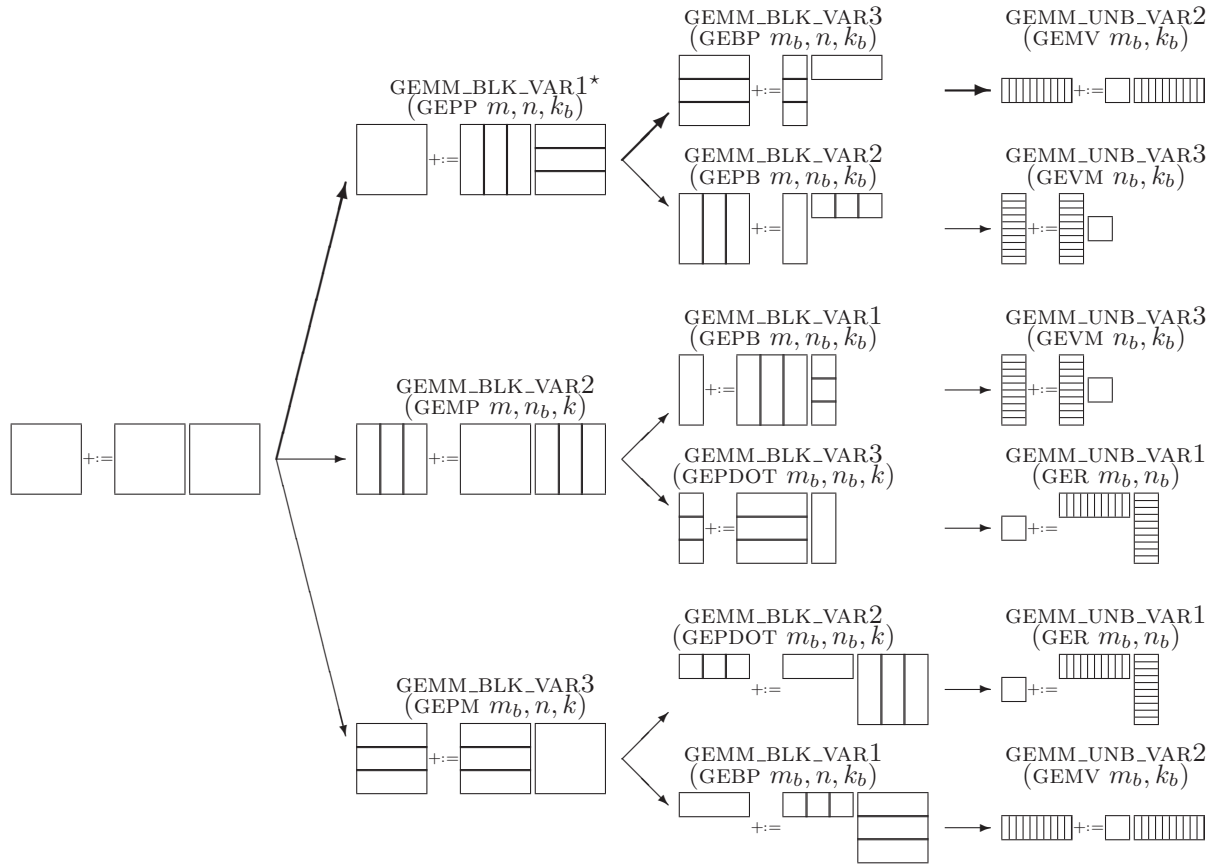 GEMM_BLK_VAR3
(GEBP m_b, n, k_b)
+:=
GEMM_UNB_VAR2
(GEMV m_b, k_b)
+:=
GEMM_BLK_VAR1⋆
(GEPP m, n, k_b)
+:=
GEMM_BLK_VAR2
(GEPB m, n_b, k_b)
+:=
GEMM_UNB_VAR3
(GEVM n_b, k_b)
+:=
GEMM_BLK_VAR1
(GEPB m, n_b, k_b)
+:=
GEMM_UNB_VAR3
(GEVM n_b, k_b)
+:=
+:=
GEMM_BLK_VAR2
(GEMP m, n_b, k)
+:=
GEMM_BLK_VAR3
(GEPDOT m_b, n_b, k)
+:=
GEMM_UNB_VAR1
(GER m_b, n_b)
+:=
GEMM_BLK_VAR2
(GEPDOT m_b, n_b, k)
+:=
GEMM_UNB_VAR1
(GER m_b, n_b)
+:=
GEMM_BLK_VAR3
(GEPM m_b, n, k)
+:=
GEMM_BLK_VAR1
(GEBP m_b, n, k_b)
+:=
GEMM_UNB_VAR2
(GEMV m_b, k_b)
+:=